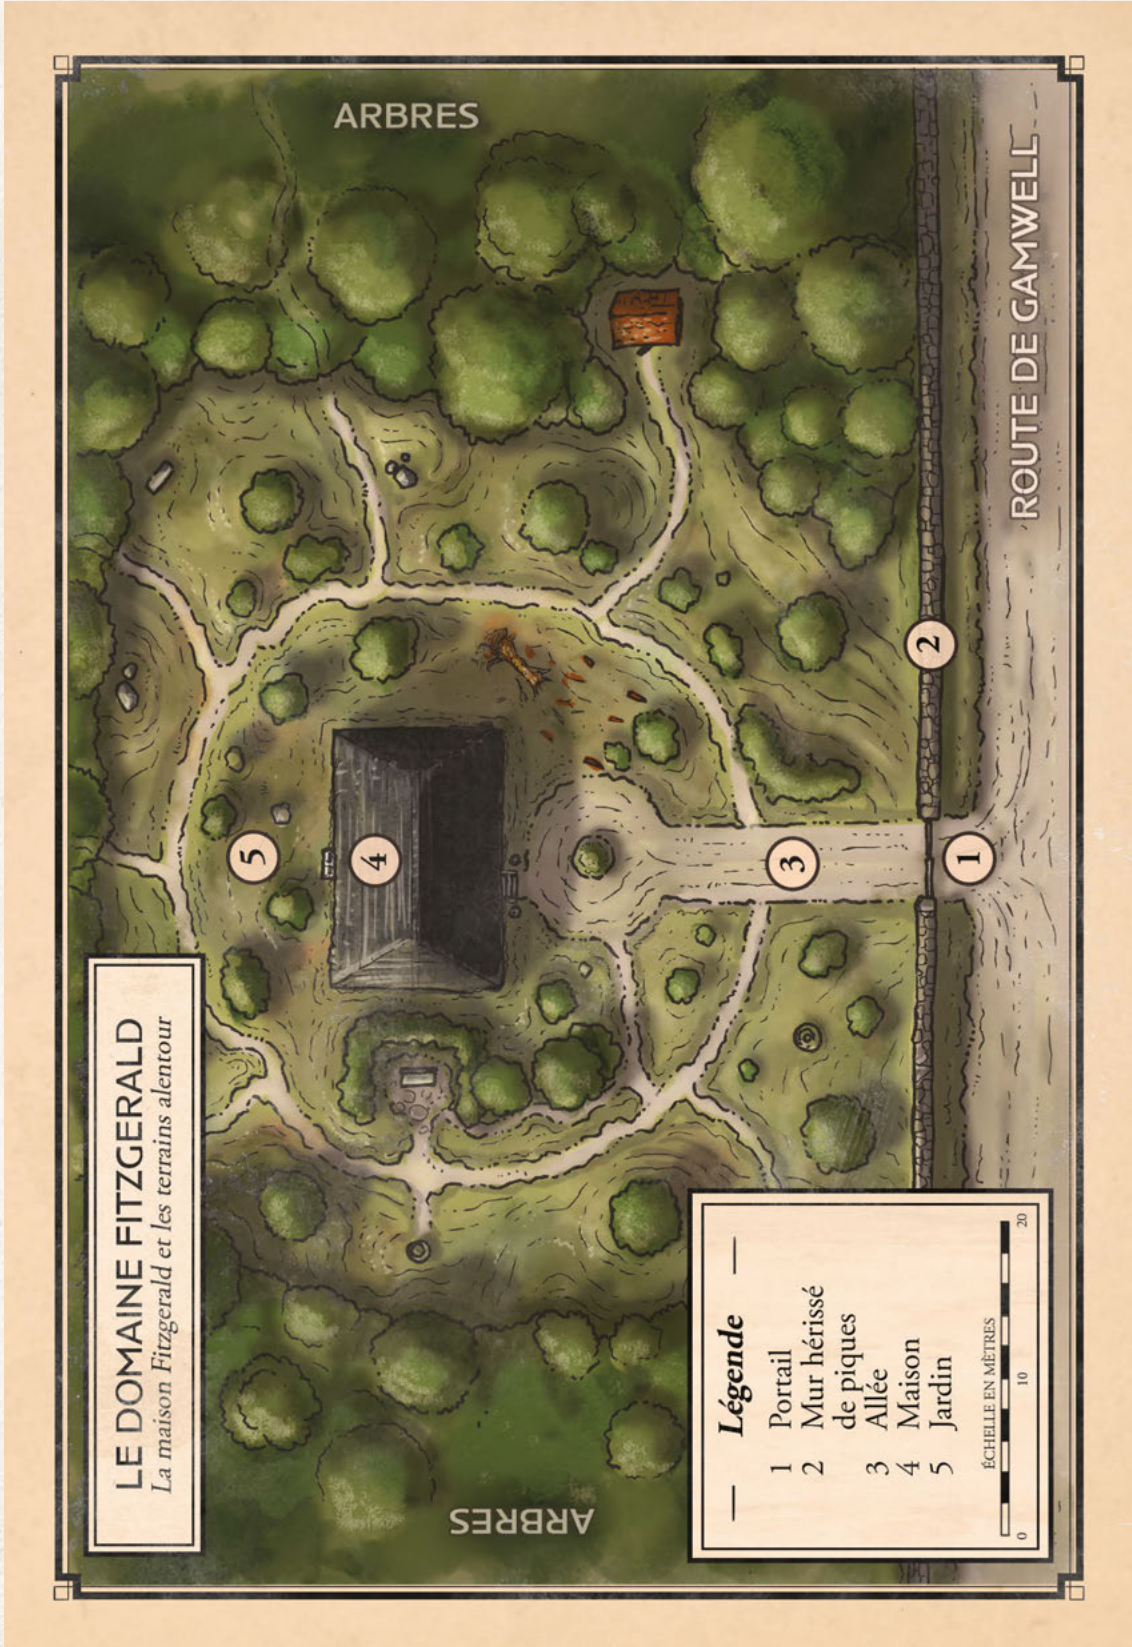 LE DOMAINE FITZGERALD
La maison Fitzgerald et les terrains alentour
ARBRES
ARBRES
5
4
3
2
1
ROUTE DE GAMWELL
Légende
1 Portail
2 Mur hérissé
de piques
3 Allée
4 Maison
5 Jardin
ÉCHELLE EN MÈTRES
0 10 20